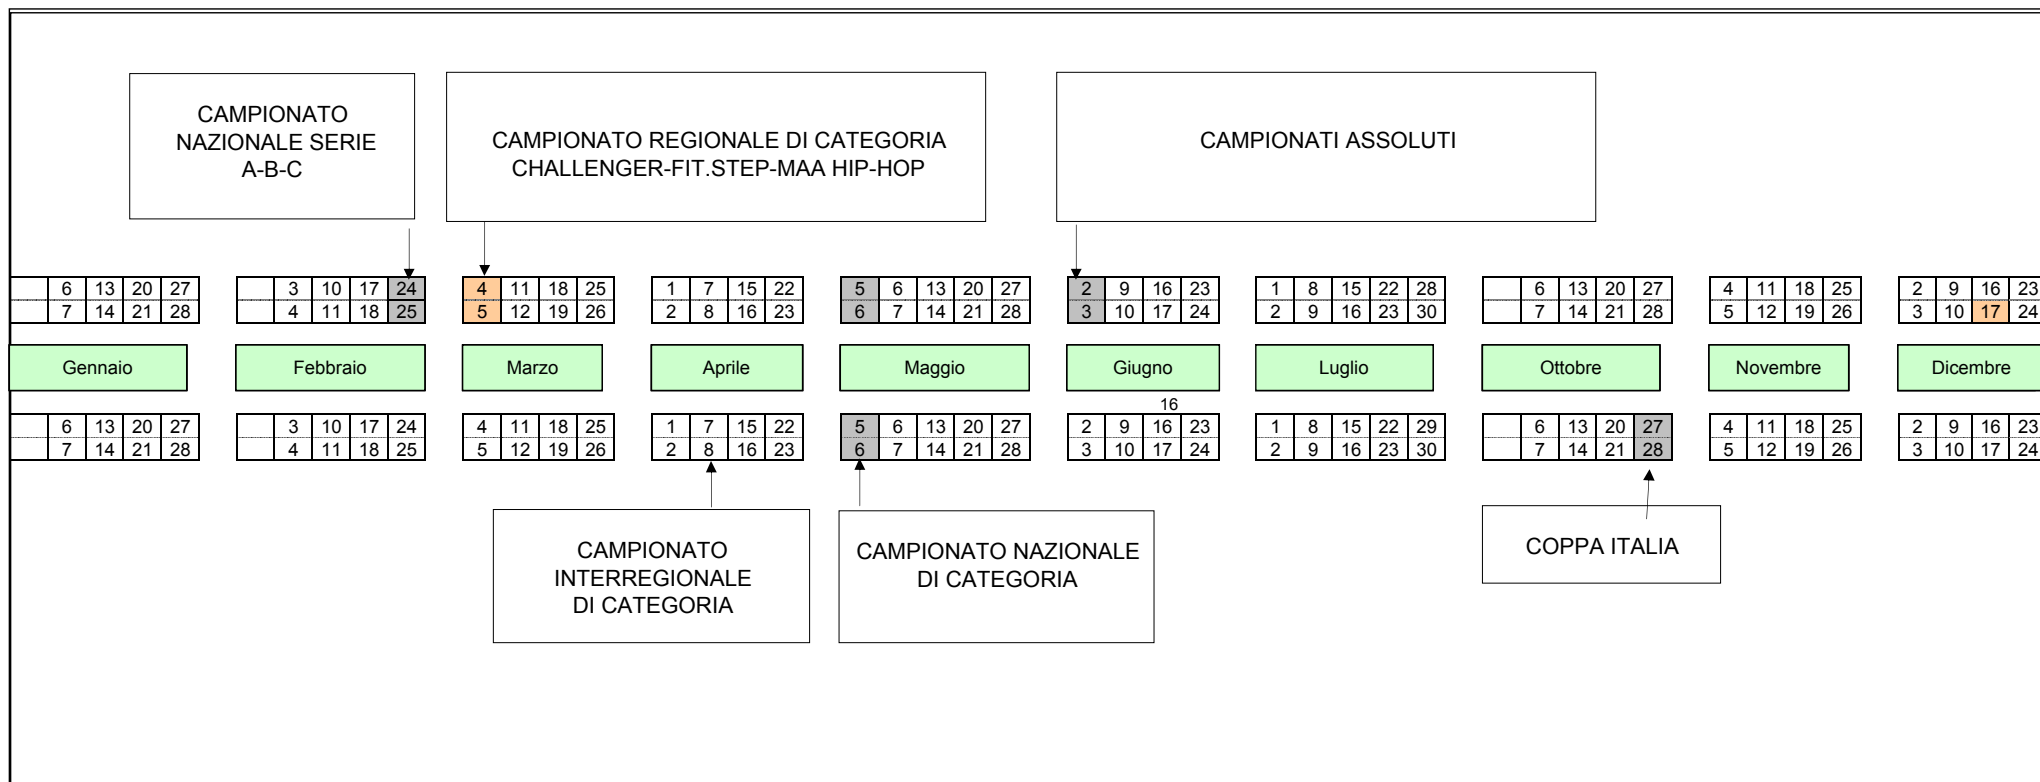 CAMPIONATO
NAZIONALE SERIE
A-B-C
CAMPIONATO REGIONALE DI CATEGORIA
CHALLENGER-FIT.STEP-MAA HIP-HOP
CAMPIONATI ASSOLUTI
6 13 20 27 3 10 17 24 4 11 18 25 1 7 15 22 5 6 13 20 27 2 9 16 23 1 8 15 22 28 6 13 20 27 4 11 18 25 2 9 16 23
7 14 21 28 4 11 18 25 5 12 19 26 2 8 16 23 6 7 14 21 28 3 10 17 24 2 9 16 23 30 7 14 21 28 5 12 19 26 3 10 17 24
Gennaio Febbraio Marzo Aprile Maggio Giugno Luglio Ottobre Novembre Dicembre
16
6 13 20 27 3 10 17 24 4 11 18 25 1 7 15 22 5 6 13 20 27 2 9 16 23 1 8 15 22 29 6 13 20 27 4 11 18 25 2 9 16 23
7 14 21 28 4 11 18 25 5 12 19 26 2 8 16 23 6 7 14 21 28 3 10 17 24 2 9 16 23 30 7 14 21 28 5 12 19 26 3 10 17 24
CAMPIONATO
INTERREGIONALE
DI CATEGORIA
CAMPIONATO NAZIONALE
DI CATEGORIA
COPPA ITALIA